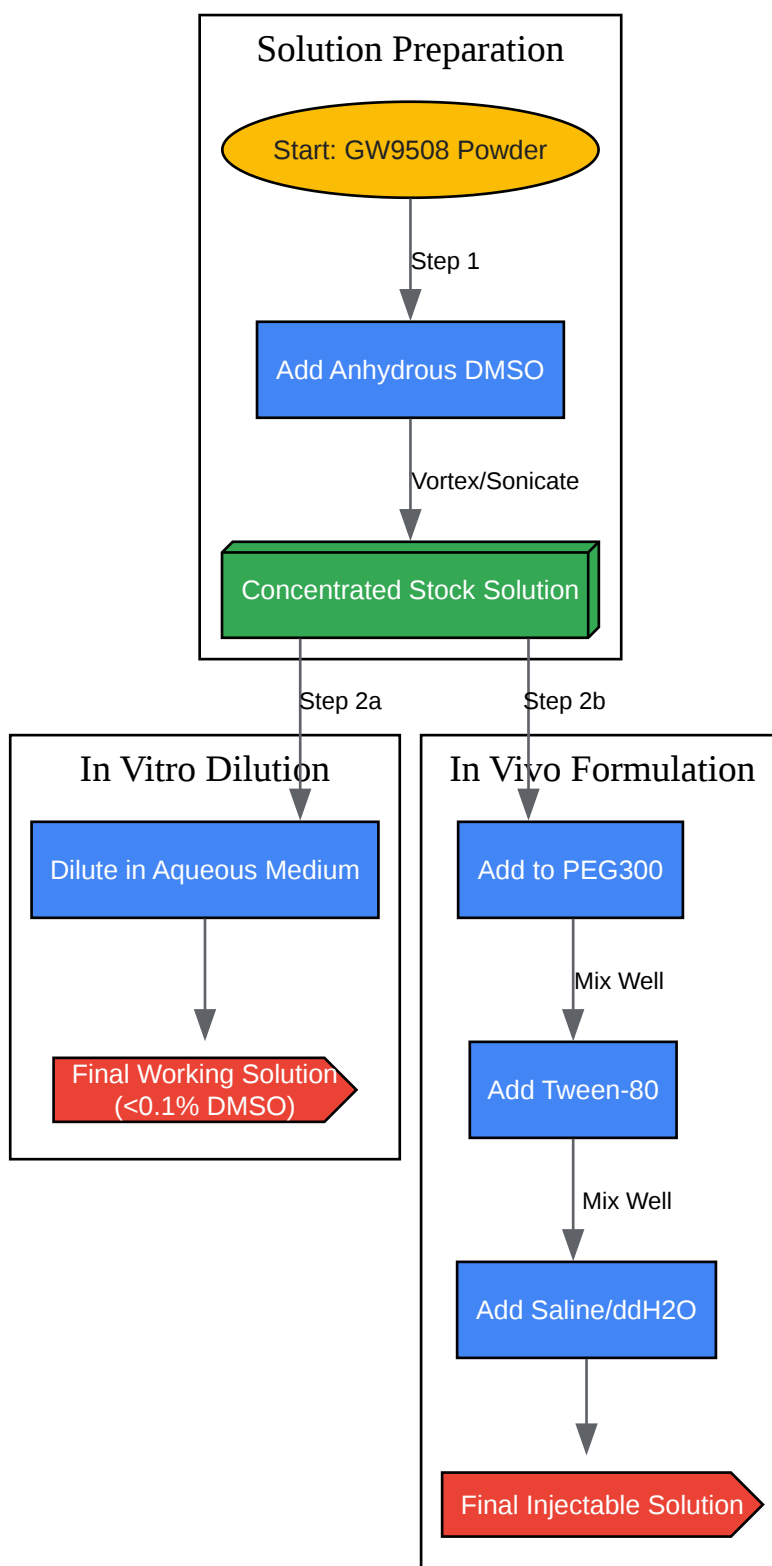 Solution Preparation
Start: GW9508 Powder
Step 1
Add Anhydrous DMSO
Vortex/Sonicate
Concentrated Stock Solution
Step 2a
Step 2b
In Vitro Dilution
Dilute in Aqueous Medium
Final Working Solution
(<0.1% DMSO)
In Vivo Formulation
Add to PEG300
Mix Well
Add Tween-80
Mix Well
Add Saline/ddH2O
Final Injectable Solution